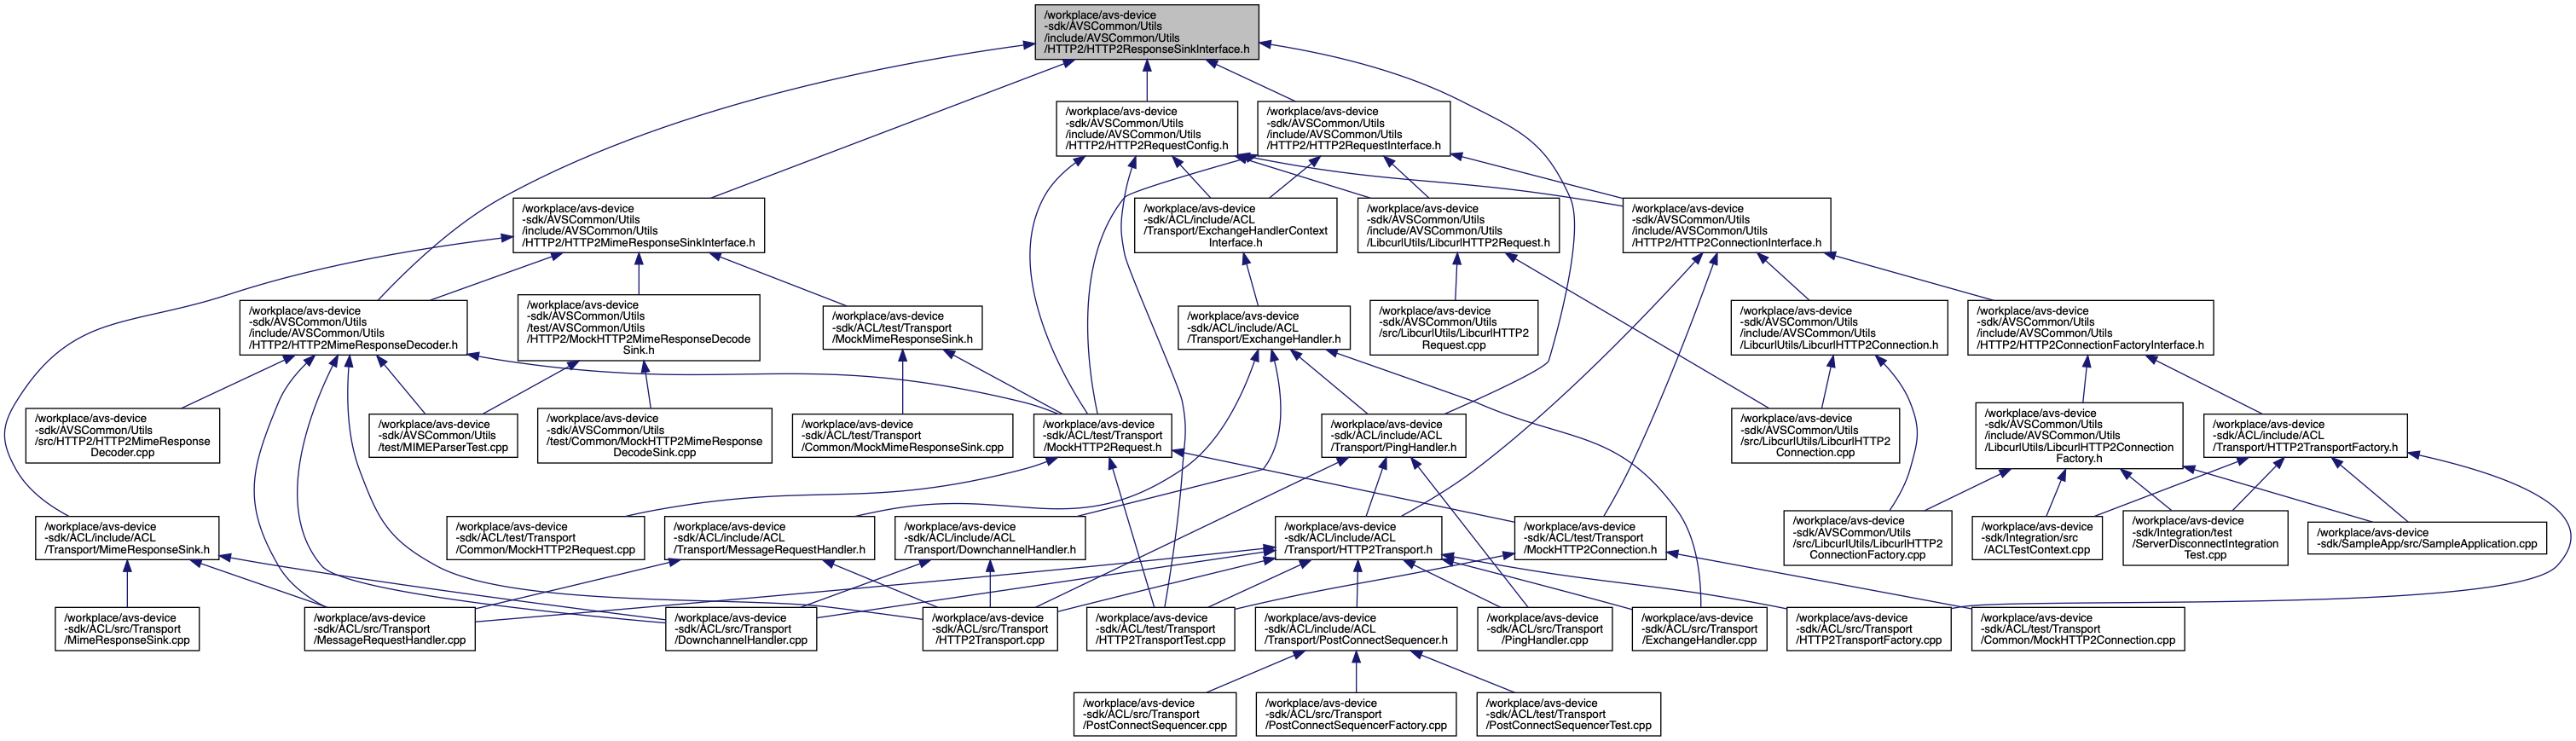 /workplace/avs-device
-sdk/AVSCommon/Utils
/include/AVSCommon/Utils
/HTTP2/HTTP2ResponseSinkInterface.h
/workplace/avs-device
-sdk/AVSCommon/Utils
/include/AVSCommon/Utils
/HTTP2/HTTP2RequestConfig.h
/workplace/avs-device
-sdk/AVSCommon/Utils
/include/AVSCommon/Utils
/HTTP2/HTTP2RequestInterface.h
/workplace/avs-device
-sdk/AVSCommon/Utils
/include/AVSCommon/Utils
/HTTP2/HTTP2MimeResponseSinkInterface.h
/workplace/avs-device
-sdk/ACL/include/ACL
/Transport/ExchangeHandlerContext
Interface.h
/workplace/avs-device
-sdk/AVSCommon/Utils
/include/AVSCommon/Utils
/LibcurlUtils/LibcurlHTTP2Request.h
/workplace/avs-device
-sdk/AVSCommon/Utils
/include/AVSCommon/Utils
/HTTP2/HTTP2ConnectionInterface.h
/workplace/avs-device
-sdk/AVSCommon/Utils
/include/AVSCommon/Utils
/HTTP2/HTTP2MimeResponseDecoder.h
/workplace/avs-device
-sdk/AVSCommon/Utils
/test/AVSCommon/Utils
/HTTP2/MockHTTP2MimeResponseDecode
Sink.h
/workplace/avs-device
-sdk/ACL/test/Transport
/MockMimeResponseSink.h
/workplace/avs-device
-sdk/ACL/include/ACL
/Transport/ExchangeHandler.h
/workplace/avs-device
-sdk/AVSCommon/Utils
/src/LibcurlUtils/LibcurlHTTP2
Request.cpp
/workplace/avs-device
-sdk/AVSCommon/Utils
/include/AVSCommon/Utils
/LibcurlUtils/LibcurlHTTP2Connection.h
/workplace/avs-device
-sdk/AVSCommon/Utils
/include/AVSCommon/Utils
/HTTP2/HTTP2ConnectionFactoryInterface.h
/workplace/avs-device
-sdk/AVSCommon/Utils
/src/HTTP2/HTTP2MimeResponse
Decoder.cpp
/workplace/avs-device
-sdk/AVSCommon/Utils
/test/MIMEParserTest.cpp
/workplace/avs-device
-sdk/AVSCommon/Utils
/test/Common/MockHTTP2MimeResponse
DecodeSink.cpp
/workplace/avs-device
-sdk/ACL/test/Transport
/Common/MockMimeResponseSink.cpp
/workplace/avs-device
-sdk/ACL/test/Transport
/MockHTTP2Request.h
/workplace/avs-device
-sdk/ACL/include/ACL
/Transport/PingHandler.h
/workplace/avs-device
-sdk/AVSCommon/Utils
/src/LibcurlUtils/LibcurlHTTP2
Connection.cpp
/workplace/avs-device
-sdk/AVSCommon/Utils
/include/AVSCommon/Utils
/LibcurlUtils/LibcurlHTTP2Connection
Factory.h
/workplace/avs-device
-sdk/ACL/include/ACL
/Transport/HTTP2TransportFactory.h
/workplace/avs-device
-sdk/ACL/include/ACL
/Transport/MimeResponseSink.h
/workplace/avs-device
-sdk/ACL/test/Transport
/Common/MockHTTP2Request.cpp
/workplace/avs-device
-sdk/ACL/include/ACL
/Transport/MessageRequestHandler.h
/workplace/avs-device
-sdk/ACL/include/ACL
/Transport/DownchannelHandler.h
/workplace/avs-device
-sdk/ACL/include/ACL
/Transport/HTTP2Transport.h
/workplace/avs-device
-sdk/ACL/test/Transport
/MockHTTP2Connection.h
/workplace/avs-device
-sdk/AVSCommon/Utils
/src/LibcurlUtils/LibcurlHTTP2
ConnectionFactory.cpp
/workplace/avs-device
-sdk/Integration/src
/ACLTestContext.cpp
/workplace/avs-device
-sdk/Integration/test
/ServerDisconnectIntegration
Test.cpp
/workplace/avs-device
-sdk/SampleApp/src/SampleApplication.cpp
/workplace/avs-device
-sdk/ACL/src/Transport
/MimeResponseSink.cpp
/workplace/avs-device
-sdk/ACL/src/Transport
/MessageRequestHandler.cpp
/workplace/avs-device
-sdk/ACL/src/Transport
/DownchannelHandler.cpp
/workplace/avs-device
-sdk/ACL/src/Transport
/HTTP2Transport.cpp
/workplace/avs-device
-sdk/ACL/test/Transport
/HTTP2TransportTest.cpp
/workplace/avs-device
-sdk/ACL/include/ACL
/Transport/PostConnectSequencer.h
/workplace/avs-device
-sdk/ACL/src/Transport
/PingHandler.cpp
/workplace/avs-device
-sdk/ACL/src/Transport
/ExchangeHandler.cpp
/workplace/avs-device
-sdk/ACL/src/Transport
/HTTP2TransportFactory.cpp
/workplace/avs-device
-sdk/ACL/test/Transport
/Common/MockHTTP2Connection.cpp
/workplace/avs-device
-sdk/ACL/src/Transport
/PostConnectSequencer.cpp
/workplace/avs-device
-sdk/ACL/src/Transport
/PostConnectSequencerFactory.cpp
/workplace/avs-device
-sdk/ACL/test/Transport
/PostConnectSequencerTest.cpp